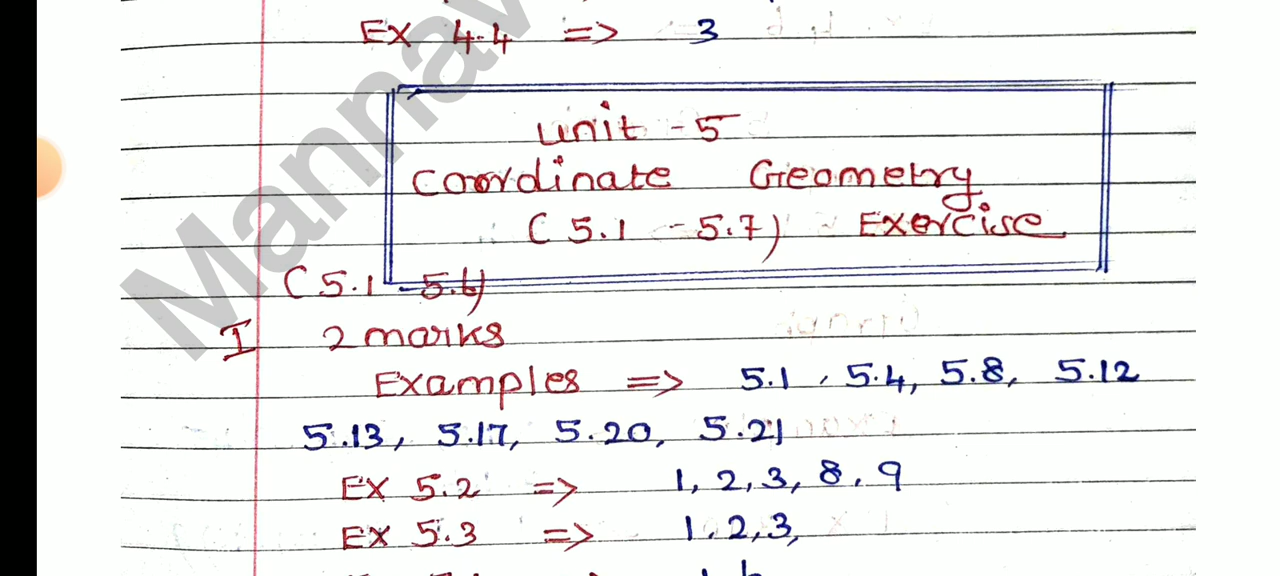 EX 4.4 => 3
Unit - 5
Coordinate Geometry
(5.1 - 5.7) - Exercise
(5.1 - 5.4)
I 2 marks
Examples => 5.1, 5.4, 5.8, 5.12
5.13, 5.17, 5.20, 5.21
EX 5.2 => 1, 2, 3, 8, 9
EX 5.3 => 1, 2, 3,